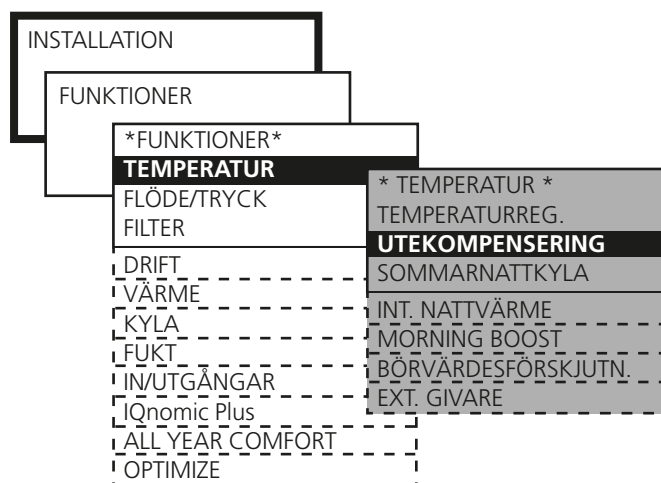 INSTALLATION
FUNKTIONER
*FUNKTIONER*
TEMPERATUR
FLÖDE/TRYCK
FILTER
DRIFT
VÄRME
KYLA
FUKT
IN/UTGÅNGAR
IQnomic Plus
ALL YEAR COMFORT
OPTIMIZE
* TEMPERATUR *
TEMPERATURREG.
UTEKOMPENSERING
SOMMARNATTKYLA
INT. NATTVÄRME
MORNING BOOST
BÖRVÄRDESFÖRSKJUTN.
EXT. GIVARE